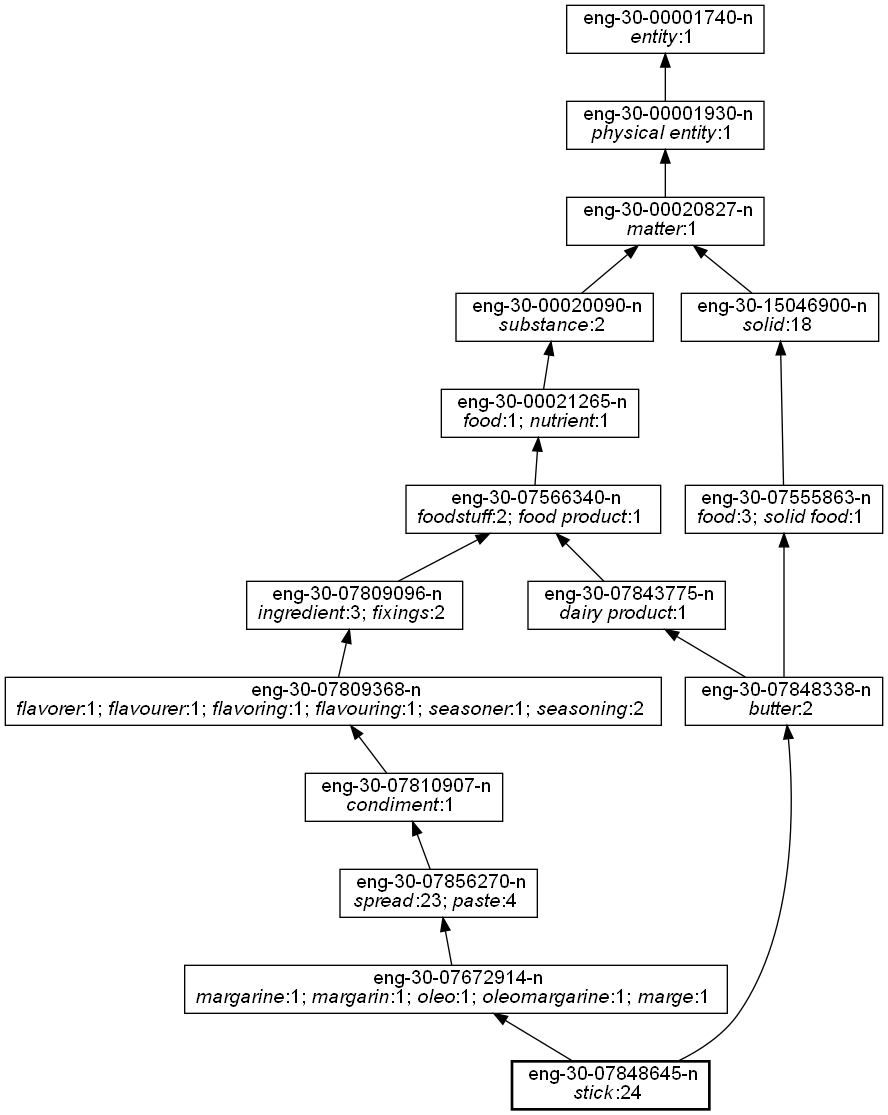 eng-30-00001740-n
entity:1
eng-30-00001930-n
physical entity:1
eng-30-00020827-n
matter:1
eng-30-00020090-n
substance:2
eng-30-15046900-n
solid:18
eng-30-00021265-n
food:1; nutrient:1
eng-30-07566340-n
foodstuff:2; food product:1
eng-30-07555863-n
food:3; solid food:1
eng-30-07809096-n
ingredient:3; fixings:2
eng-30-07843775-n
dairy product:1
eng-30-07809368-n
flavorer:1; flavourer:1; flavoring:1; flavouring:1; seasoner:1; seasoning:2
eng-30-07848338-n
butter:2
eng-30-07810907-n
condiment:1
eng-30-07856270-n
spread:23; paste:4
eng-30-07672914-n
margarine:1; margarin:1; oleo:1; oleomargarine:1; marge:1
eng-30-07848645-n
stick:24